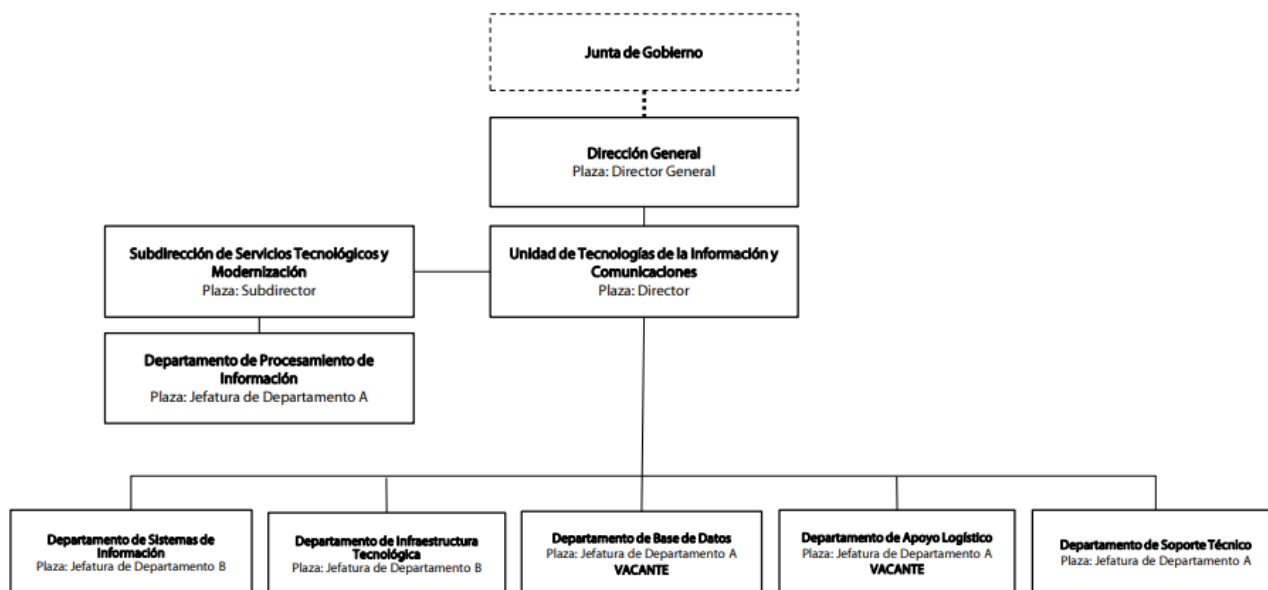 Junta de Gobierno
Dirección General
Plaza: Director General
Subdirección de Servicios Tecnológicos y
Modernización
Plaza: Subdirector
Unidad de Tecnologías de la Información y
Comunicaciones
Plaza: Director
Departamento de Procesamiento de
Información
Plaza: Jefatura de Departamento A
Departamento de Sistemas de
Información
Plaza: Jefatura de Departamento B
Departamento de Infraestructura
Tecnológica
Plaza: Jefatura de Departamento B
Departamento de Base de Datos
Plaza: Jefatura de Departamento A
VACANTE
Departamento de Apoyo Logístico
Plaza: Jefatura de Departamento A
VACANTE
Departamento de Soporte Técnico
Plaza: Jefatura de Departamento A